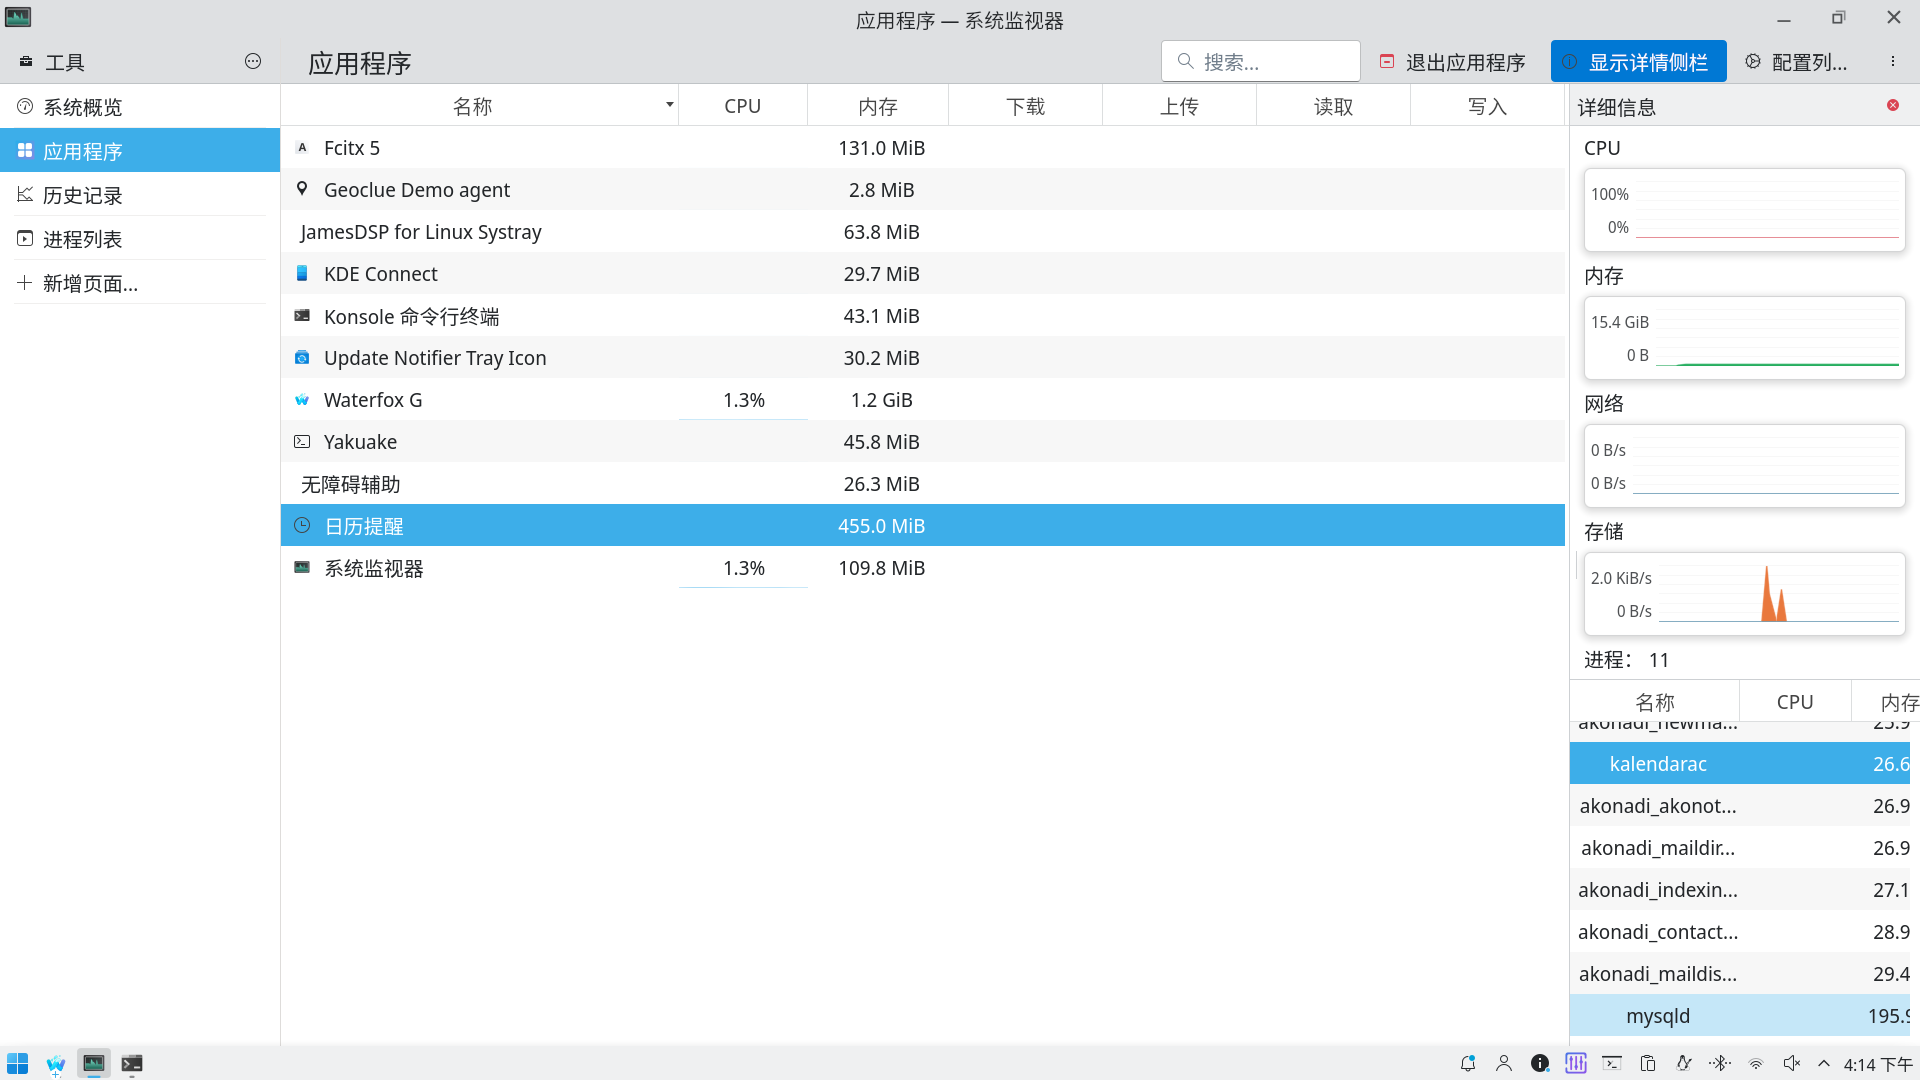 应用程序 — 系统监视器
工具
应用程序
搜索...
退出应用程序
显示详情侧栏
配置列...
系统概览
应用程序
历史记录
进程列表
新增页面...
名称 CPU 内存 下载 上传 读取 写入
Fcitx 5 131.0 MiB
Geoclue Demo agent 2.8 MiB
JamesDSP for Linux Systray 63.8 MiB
KDE Connect 29.7 MiB
Konsole 命令行终端 43.1 MiB
Update Notifier Tray Icon 30.2 MiB
Waterfox G 1.3% 1.2 GiB
Yakuake 45.8 MiB
无障碍辅助 26.3 MiB
日历提醒 455.0 MiB
系统监视器 1.3% 109.8 MiB
详细信息
CPU
100%
0%
内存
15.4 GiB
0 B
网络
0 B/s
0 B/s
存储
2.0 KiB/s
0 B/s
进程： 11
名称 CPU 内存
akonadi_newma... 25.9
kalendarac 26.6
akonadi_akonot... 26.9
akonadi_maildir... 26.9
akonadi_indexin... 27.1
akonadi_contact... 28.9
akonadi_maildis... 29.4
mysqld 195.9
4:14 下午